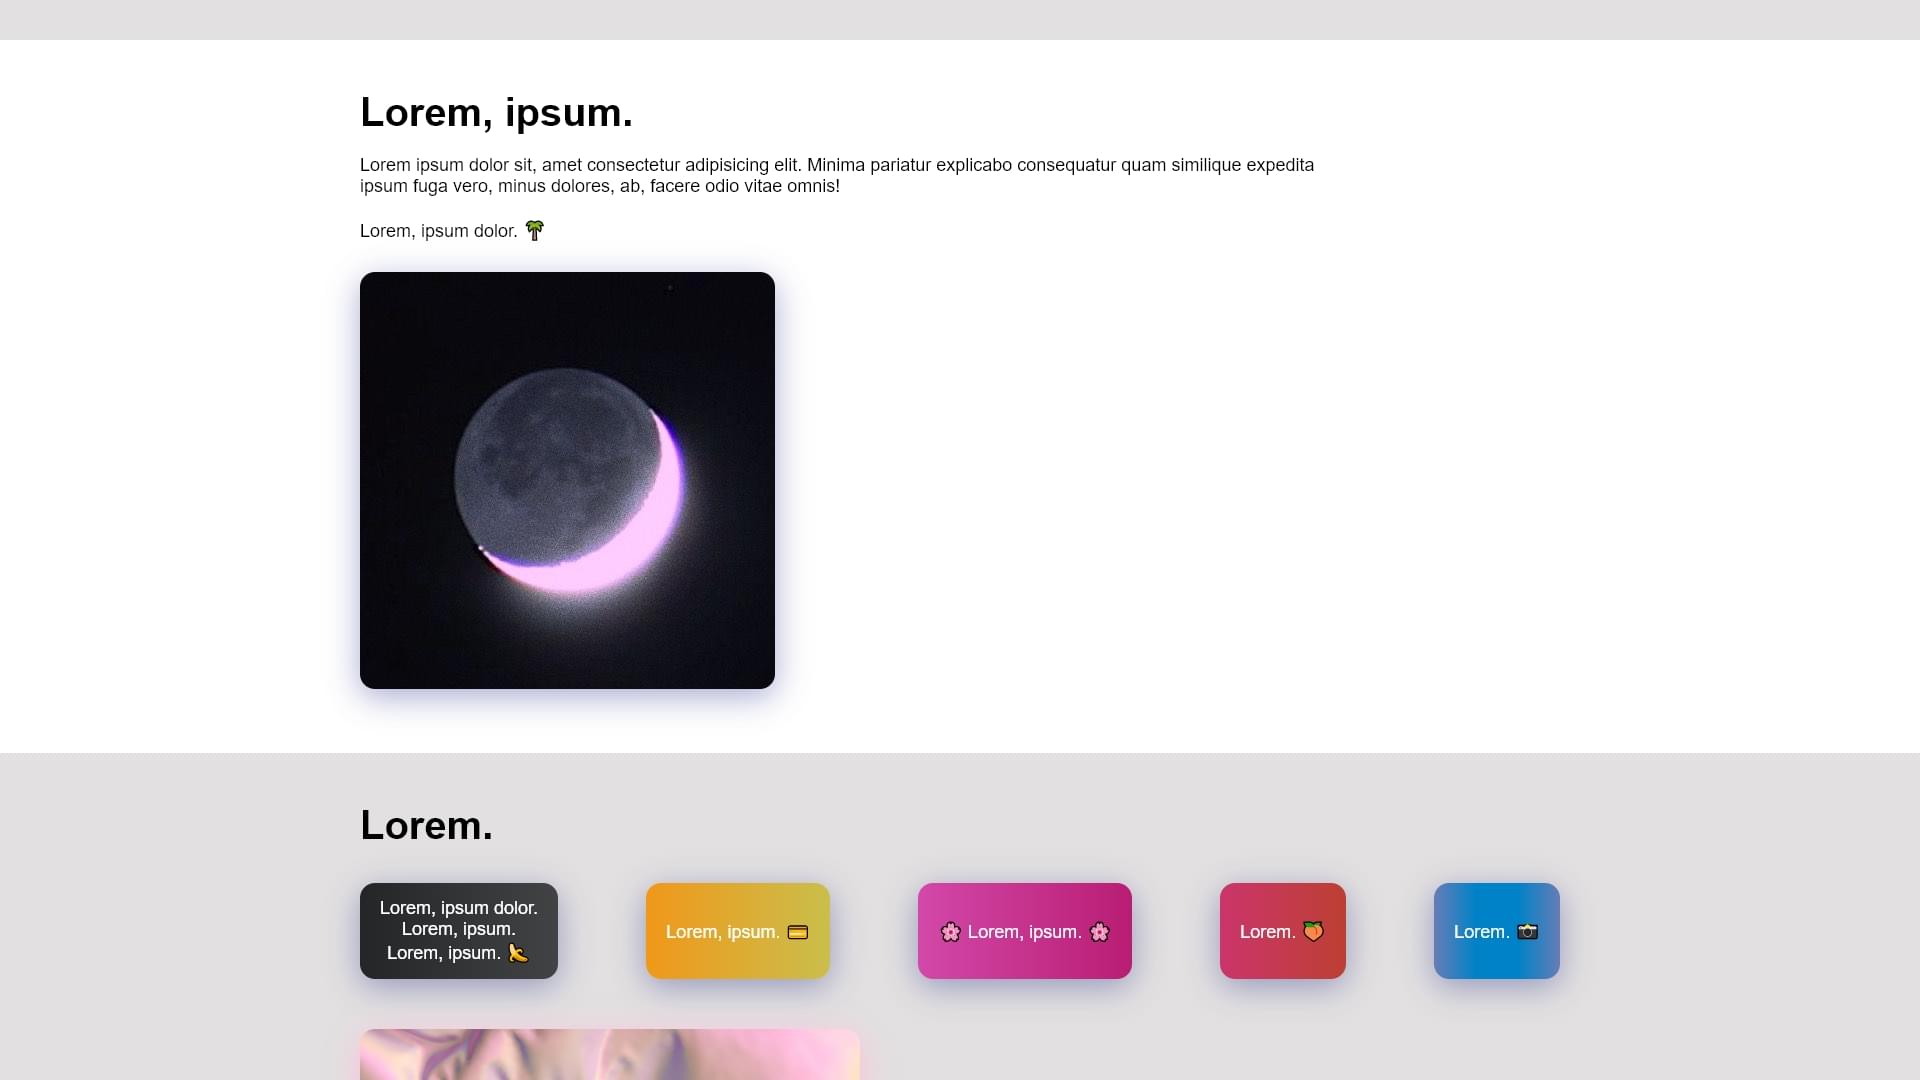 Lorem, ipsum.
Lorem ipsum dolor sit, amet consectetur adipisicing elit. Minima pariatur explicabo consequatur quam similique expedita
ipsum fuga vero, minus dolores, ab, facere odio vitae omnis!
Lorem, ipsum dolor. 🌴
Lorem.
Lorem, ipsum dolor.
Lorem, ipsum.
Lorem, ipsum. 🍌
Lorem, ipsum. 💳
🌸 Lorem, ipsum. 🌸
Lorem. 🍑
Lorem. 📷